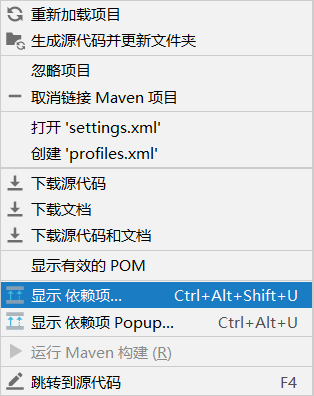 重新加载项目
生成源代码并更新文件夹
忽略项目
取消链接 Maven 项目
打开 'settings.xml'
创建 'profiles.xml'
下载源代码
下载文档
下载源代码和文档
显示有效的 POM
显示 依赖项... Ctrl+Alt+Shift+U
显示 依赖项 Popup... Ctrl+Alt+U
运行 Maven 构建 (R)
跳转到源代码 F4